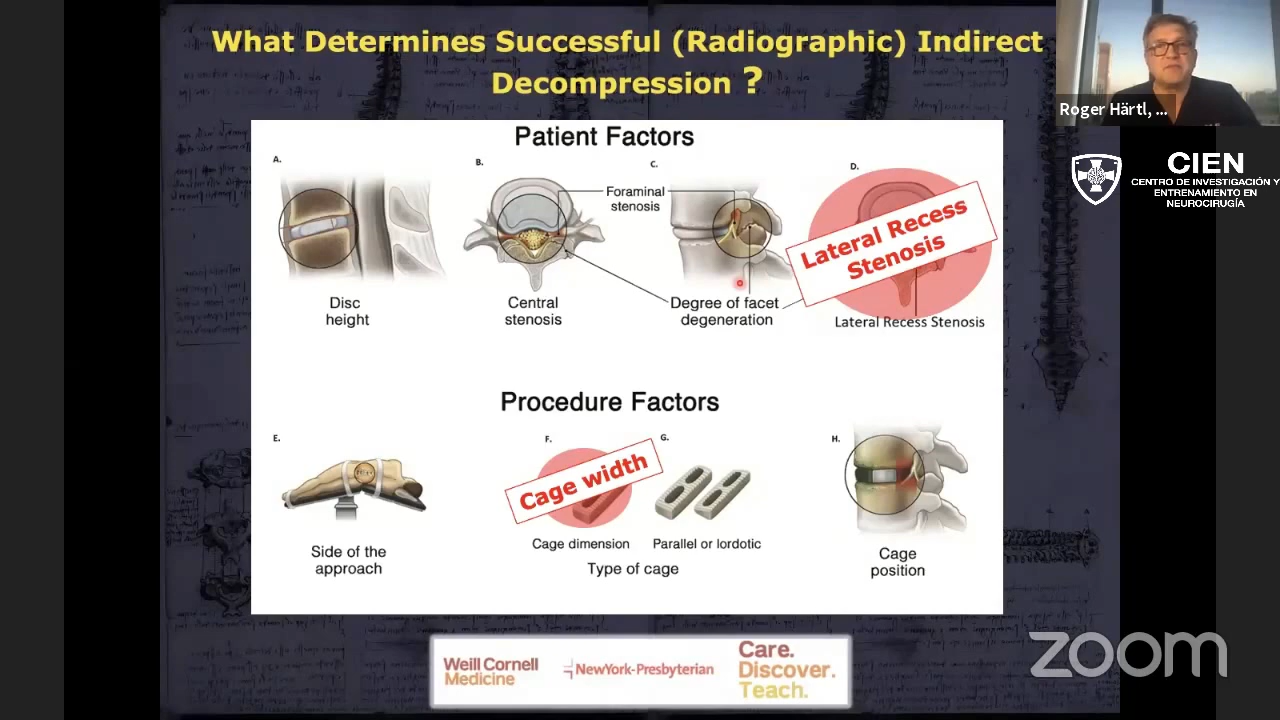 What Determines Successful (Radiographic) Indirect
Decompression ?
Roger Härtl, ...
CIEN
CENTRO DE INVESTIGACIÓN Y
ENTRENAMIENTO EN
NEUROCIRUGÍA
Patient Factors
A.
B.
C.
D.
Foraminal
stenosis
Lateral Recess
Stenosis
Disc
height
Central
stenosis
Degree of facet
degeneration
Lateral Recess Stenosis
Procedure Factors
E.
F.
G.
H.
Cage width
Side of the
approach
Cage dimension
Parallel or lordotic
Type of cage
Cage
position
Weill Cornell
Medicine
NewYork-Presbyterian
Care.
Discover.
Teach.
zoom